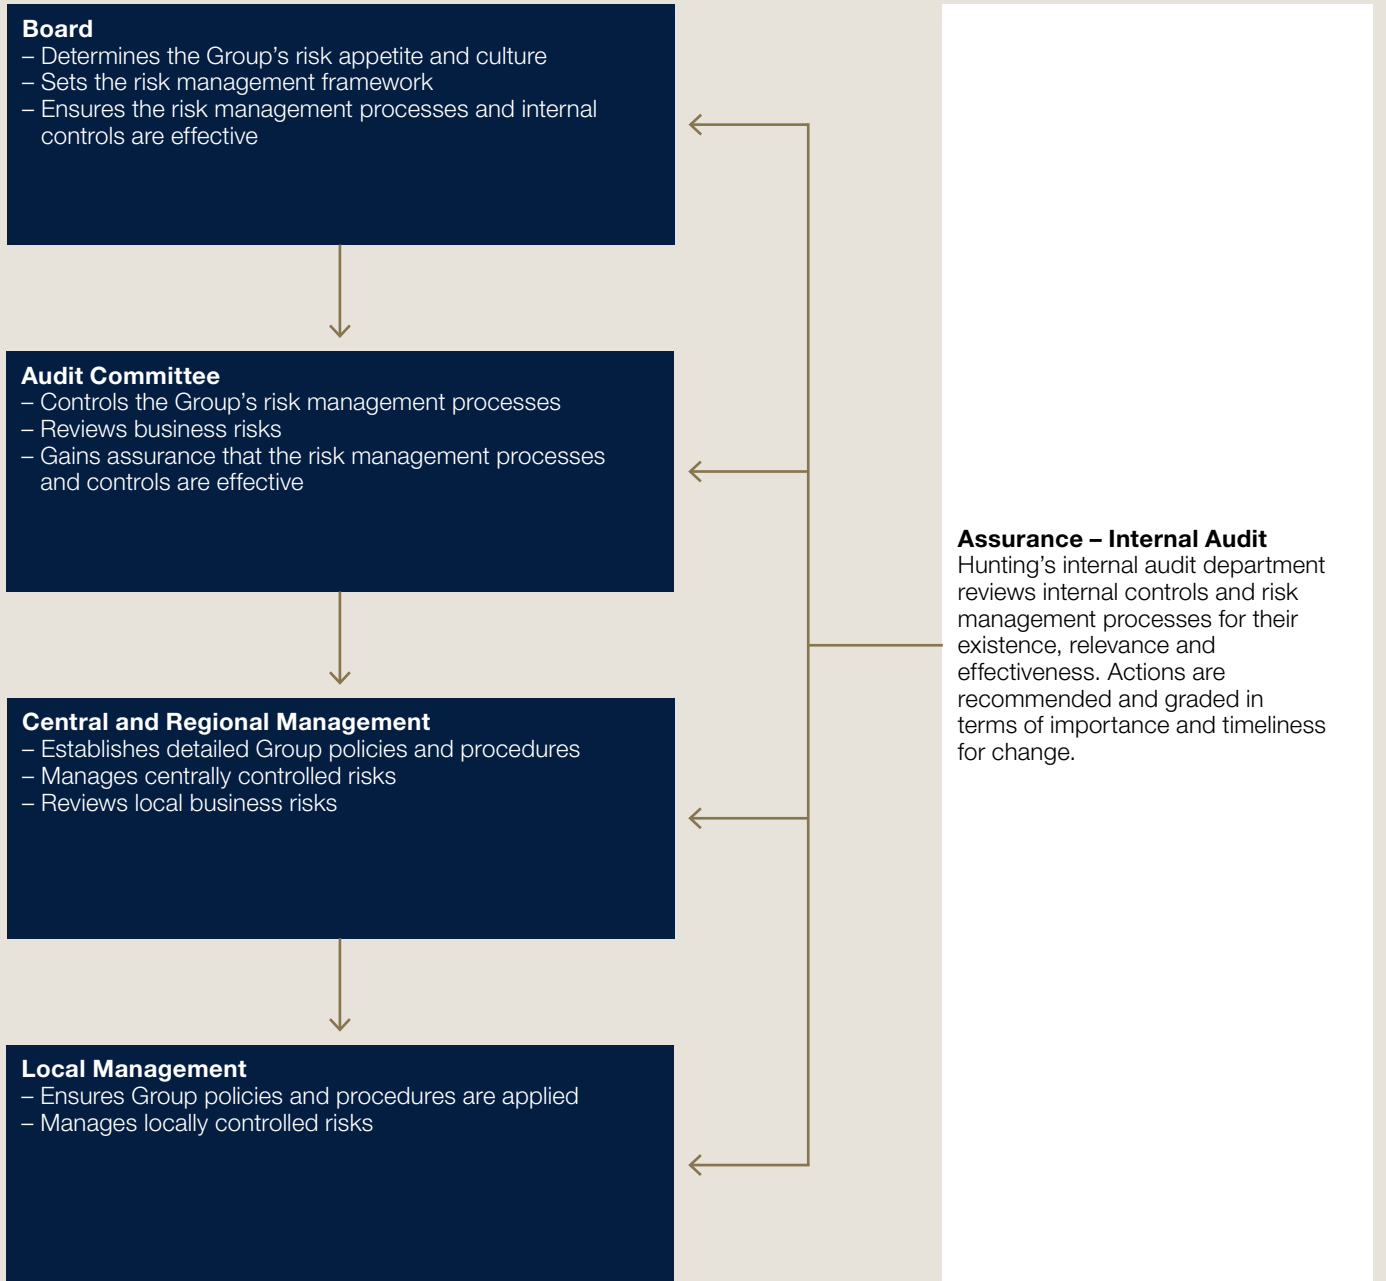 Board
– Determines the Group’s risk appetite and culture
– Sets the risk management framework
– Ensures the risk management processes and internal
controls are effective
Audit Committee
– Controls the Group’s risk management processes
– Reviews business risks
– Gains assurance that the risk management processes
and controls are effective
Central and Regional Management
– Establishes detailed Group policies and procedures
– Manages centrally controlled risks
– Reviews local business risks
Local Management
– Ensures Group policies and procedures are applied
– Manages locally controlled risks
Assurance – Internal Audit
Hunting’s internal audit department
reviews internal controls and risk
management processes for their
existence, relevance and
effectiveness. Actions are
recommended and graded in
terms of importance and timeliness
for change.